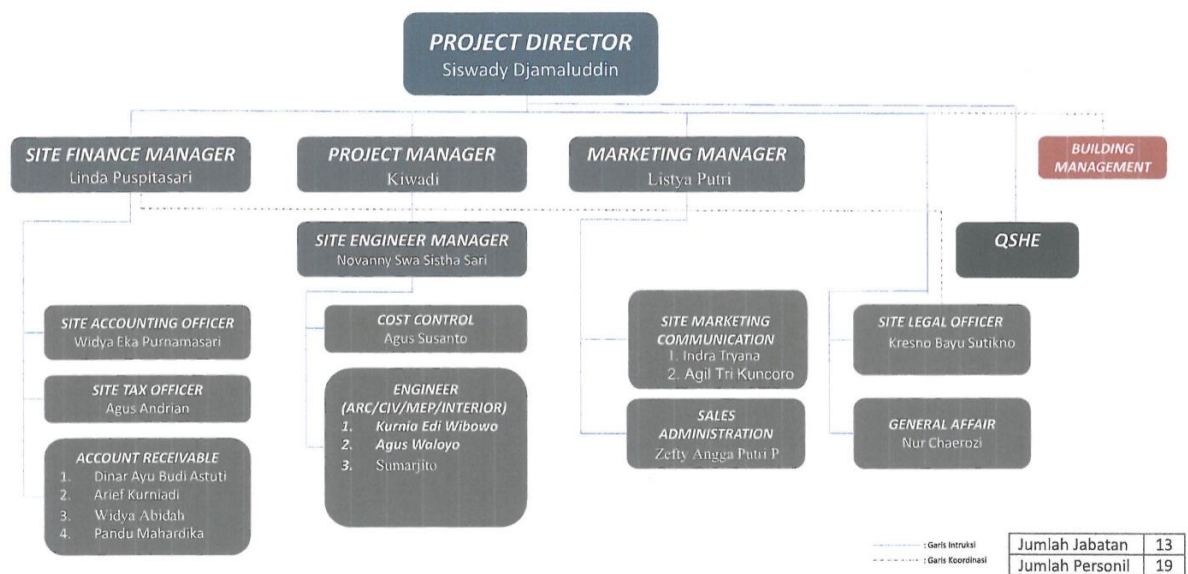 PROJECT DIRECTOR
Siswady Djamaluddin
SITE FINANCE MANAGER
Linda Puspitasari
PROJECT MANAGER
Kiwadi
MARKETING MANAGER
Listya Putri
BUILDING
MANAGEMENT
SITE ENGINEER MANAGER
Novanny Swa Sistha Sari
QSHE
SITE ACCOUNTING OFFICER
Widya Eka Purnamasari
SITE TAX OFFICER
Agus Andrian
ACCOUNT RECEIVABLE
1. Dinar Ayu Budi Astuti
2. Arief Kurniadi
3. Widya Abidah
4. Pandu Mahardika
COST CONTROL
Agus Susanto
ENGINEER
(ARC/CIV/MEP/INTERIOR)
1. Kurnia Edi Wibowo
2. Agus Waloyo
3. Sumarjito
SITE MARKETING
COMMUNICATION
1. Indra Tryana
2. Agil Tri Kuncoro
SALES
ADMINISTRATION
Zefty Angga Putri P
SITE LEGAL OFFICER
Kresno Bayu Sutikno
GENERAL AFFAIR
Nur Chaerozi
: Garis Intruksi
: Garis Koordinasi
Jumlah Jabatan 13
Jumlah Personil 19